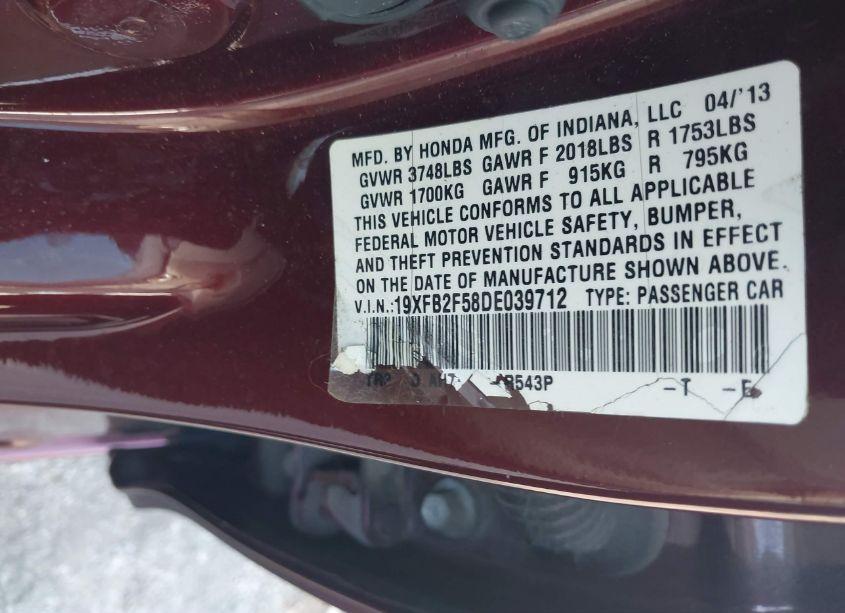 MFD. BY HONDA MFG. OF INDIANA, LLC 04/'13
GVWR 3748LBS GAWR F 2018LBS R 1753LBS
GVWR 1700KG GAWR F 915KG R 795KG
THIS VEHICLE CONFORMS TO ALL APPLICABLE
FEDERAL MOTOR VEHICLE SAFETY, BUMPER,
AND THEFT PREVENTION STANDARDS IN EFFECT
ON THE DATE OF MANUFACTURE SHOWN ABOVE.
V.I.N.:19XFB2F58DE039712 TYPE: PASSENGER CAR
R543P -T -E